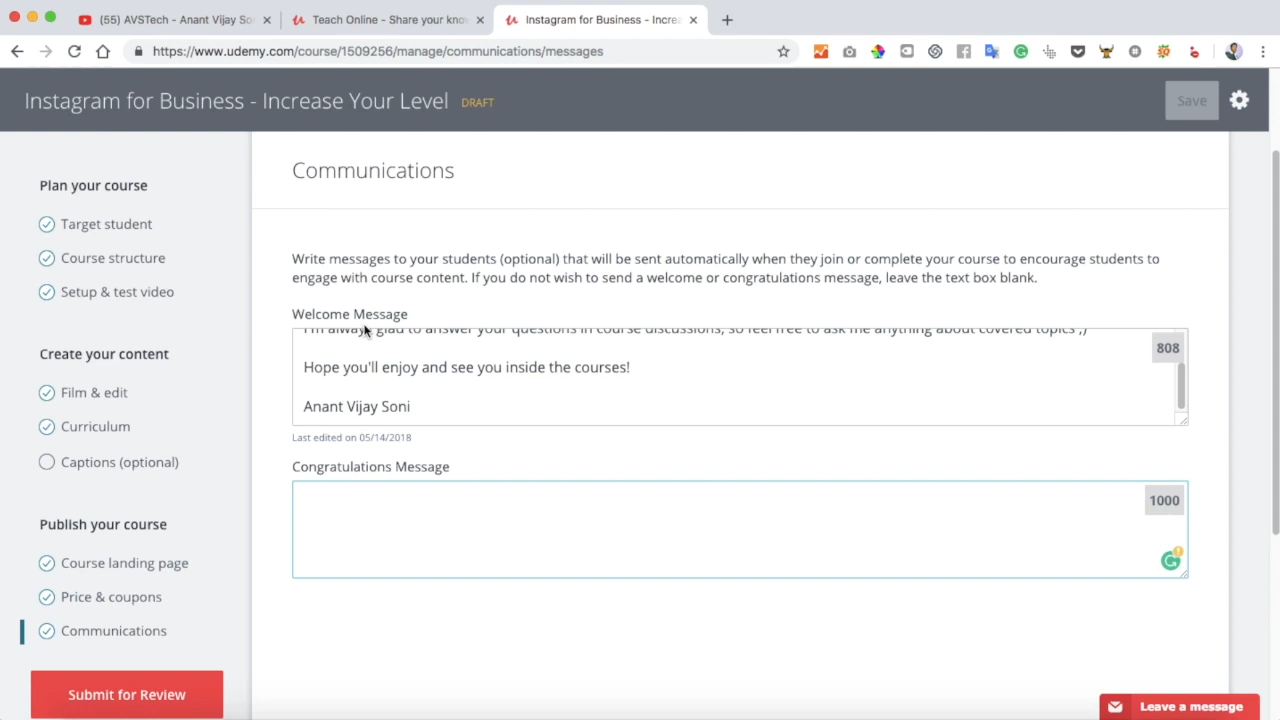 (55) AVSTech - Anant Vijay So
Teach Online - Share your kno
Instagram for Business - Increa
https://www.udemy.com/course/1509256/manage/communications/messages
Instagram for Business - Increase Your Level DRAFT
Save
Plan your course
Target student
Course structure
Setup & test video
Create your content
Film & edit
Curriculum
Captions (optional)
Publish your course
Course landing page
Price & coupons
Communications
Submit for Review
Communications
Write messages to your students (optional) that will be sent automatically when they join or complete your course to encourage students to
engage with course content. If you do not wish to send a welcome or congratulations message, leave the text box blank.
Welcome Message
I'm always glad to answer your questions in course discussions, so feel free to ask me anything about covered topics ;)
808
Hope you'll enjoy and see you inside the courses!
Anant Vijay Soni
Last edited on 05/14/2018
Congratulations Message
1000
Leave a message